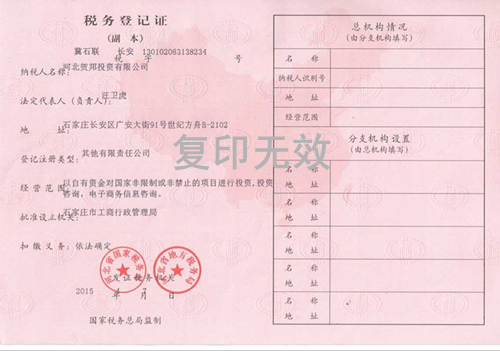 税务登记证
(副本)
冀石联 长安 130102063138234
税 字 号
纳税人名称: 河北贺邦投资有限公司
法定代表人(负责人): 汪卫虎
地 址: 石家庄长安区广安大街91号世纪方舟B-2102
登记注册类型: 其他有限责任公司
经营范围: 以自有资金对国家非限制或非禁止的项目进行投资,投资
咨询,电子商务信息咨询。
批准设立机关: 石家庄市工商行政管理局
扣缴义务: 依法确定
发证税务机关
2015 年 月 日
国家税务总局监制
复印无效
河北省国家税务局
河北省地方税务局
总机构情况
(由分支机构填写)
名 称
纳税人识别号
地 址
经营范围
分支机构设置
(由总机构填写)
名 称
地 址
名 称
地 址
名 称
地 址
名 称
地 址
名 称
地 址